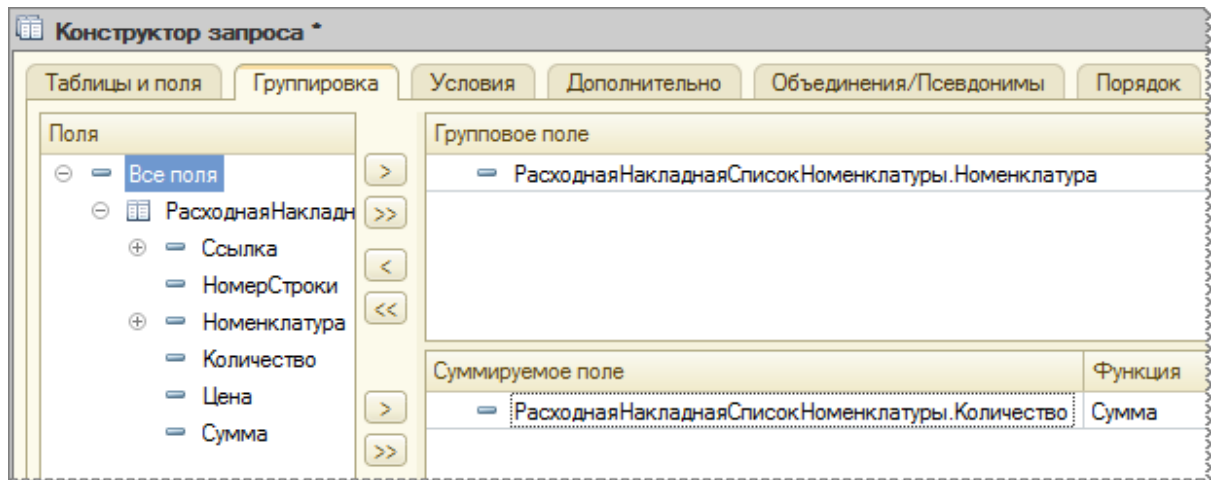 Конструктор запроса *
Таблицы и поля Группировка Условия Дополнительно Объединения/Псевдонимы Порядок
Поля
Все поля
РасходнаяНакладн
Ссылка
НомерСтроки
Номенклатура
Количество
Цена
Сумма
>
>>
<
<<
>
>>
Групповое поле
РасходнаяНакладнаяСписокНоменклатуры.Номенклатура
Суммируемое поле Функция
РасходнаяНакладнаяСписокНоменклатуры.Количество Сумма